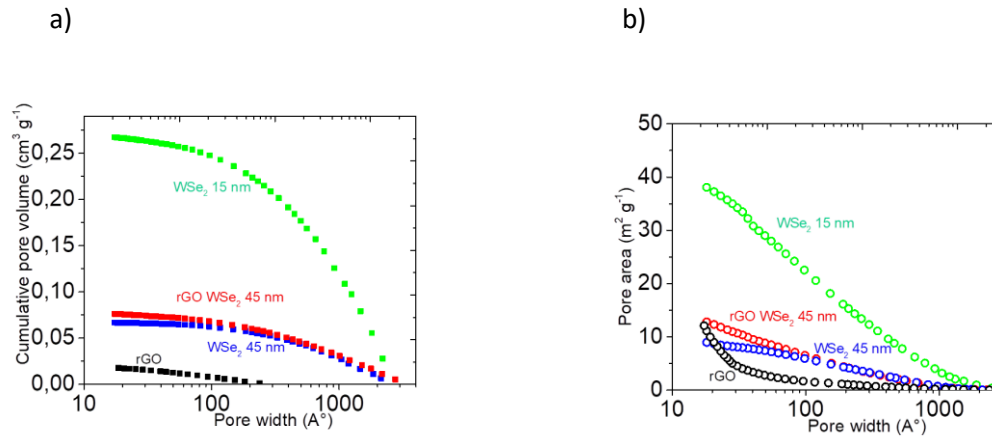 a)
b)
Cumulative pore volume (cm³ g⁻¹)
0,25
0,20
0,15
0,10
0,05
0,00
WSe₂ 15 nm
rGO WSe₂ 45 nm
WSe₂ 45 nm
rGO
10
100
1000
Pore width (A°)
Pore area (m² g⁻¹)
50
40
30
20
10
0
WSe₂ 15 nm
rGO WSe₂ 45 nm
WSe₂ 45 nm
rGO
10
100
1000
Pore width (A°)